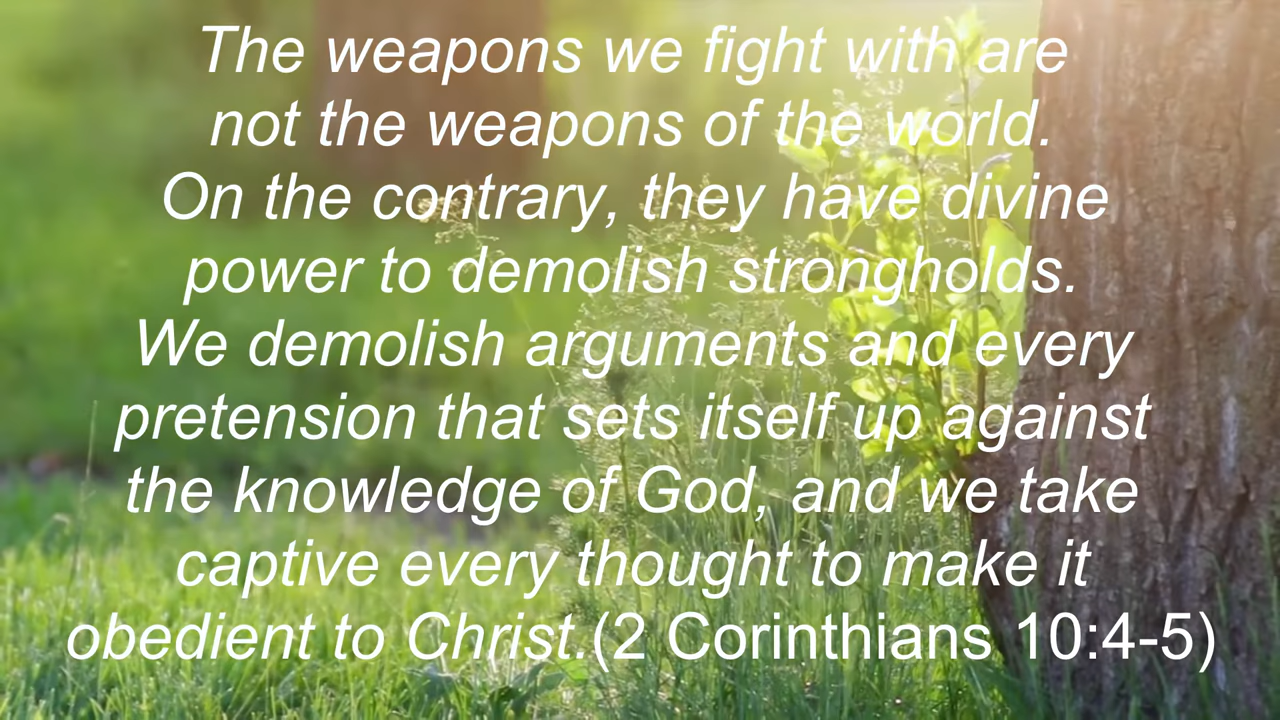 The weapons we fight with are
not the weapons of the world.
On the contrary, they have divine
power to demolish strongholds.
We demolish arguments and every
pretension that sets itself up against
the knowledge of God, and we take
captive every thought to make it
obedient to Christ.(2 Corinthians 10:4-5)